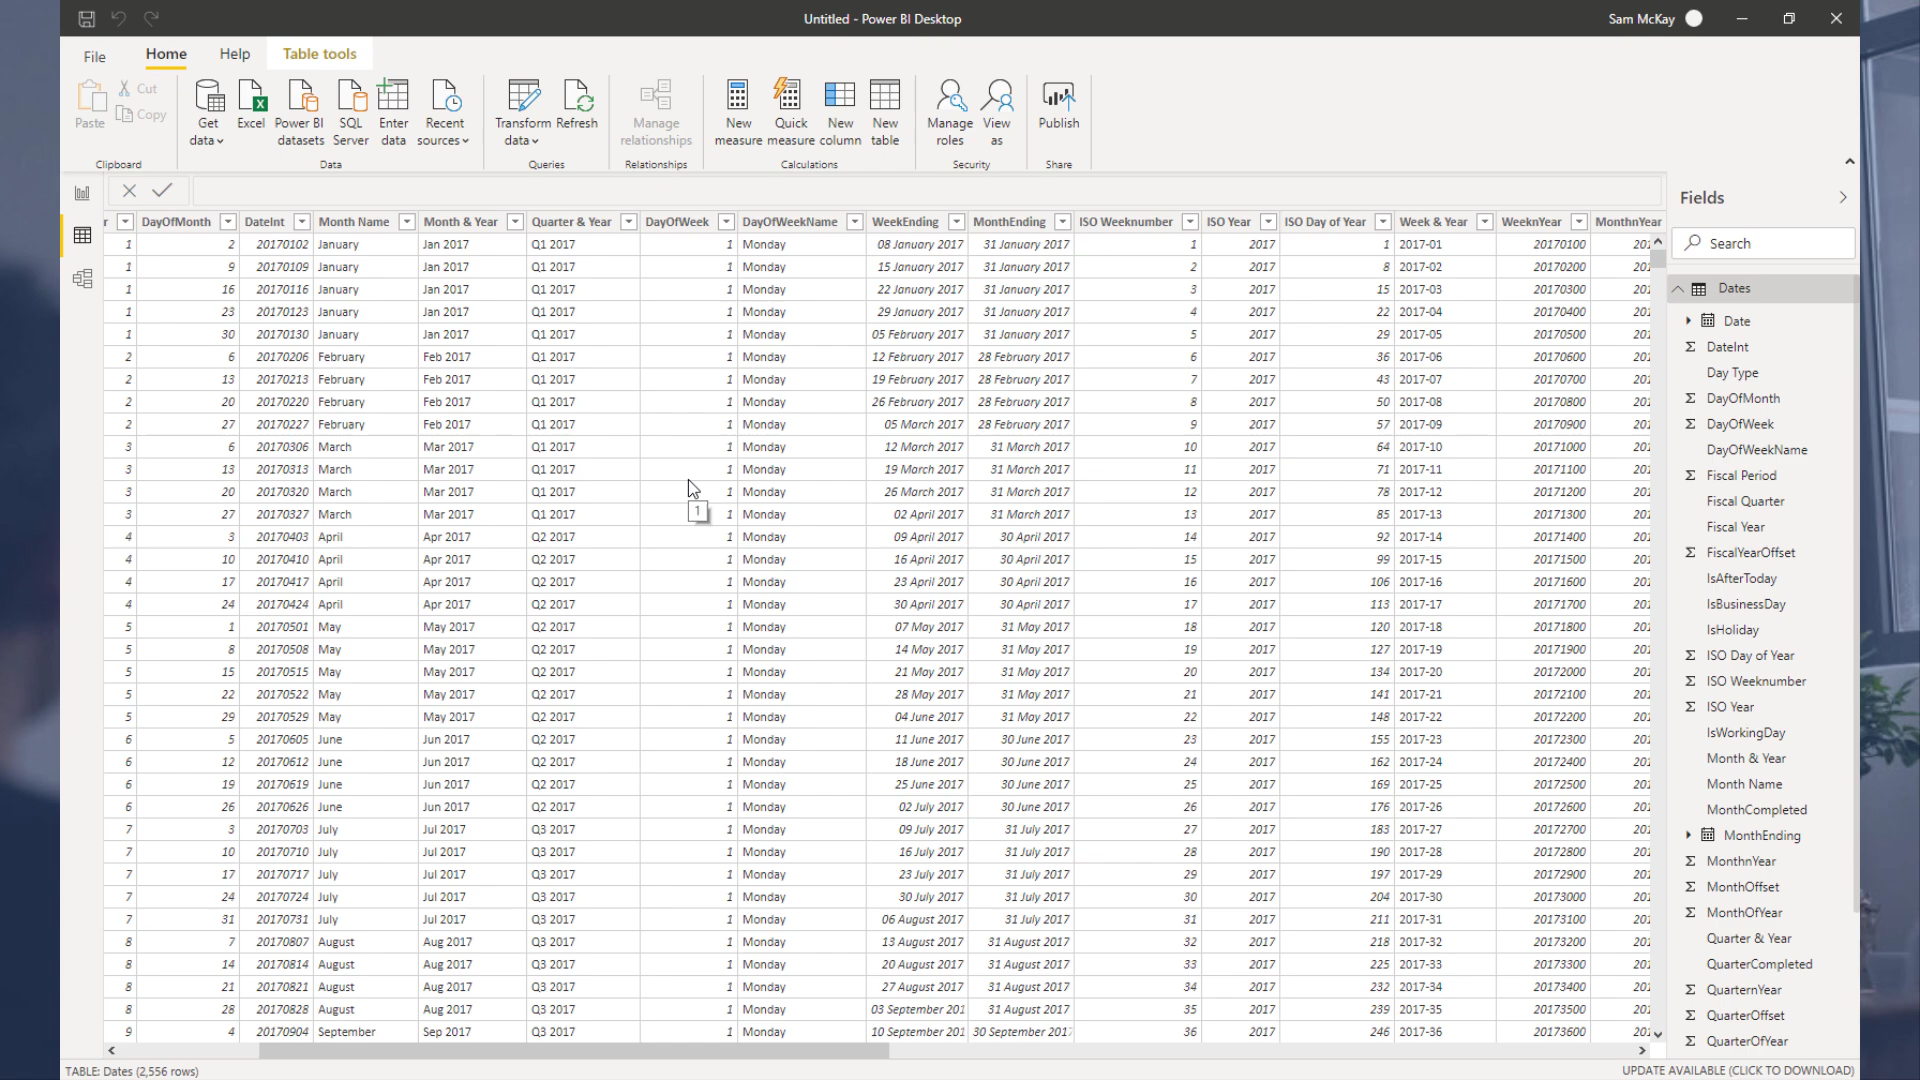 Untitled - Power BI Desktop
Sam McKay
File Home Help Table tools
Paste
Cut
Copy
Clipboard
Get data
Excel
Power BI datasets
SQL Server
Enter data
Recent sources
Data
Transform data
Refresh
Queries
Manage relationships
Relationships
New measure
Quick measure
New column
New table
Calculations
Manage roles
View as
Security
Publish
Share
r DayOfMonth DateInt Month Name Month & Year Quarter & Year DayOfWeek DayOfWeekName WeekEnding MonthEnding ISO Weeknumber ISO Year ISO Day of Year Week & Year WeeknYear MonthnYear
1 2 20170102 January Jan 2017 Q1 2017 1 Monday 08 January 2017 31 January 2017 1 2017 1 2017-01 20170100 201
1 9 20170109 January Jan 2017 Q1 2017 1 Monday 15 January 2017 31 January 2017 2 2017 8 2017-02 20170200 201
1 16 20170116 January Jan 2017 Q1 2017 1 Monday 22 January 2017 31 January 2017 3 2017 15 2017-03 20170300 201
1 23 20170123 January Jan 2017 Q1 2017 1 Monday 29 January 2017 31 January 2017 4 2017 22 2017-04 20170400 201
1 30 20170130 January Jan 2017 Q1 2017 1 Monday 05 February 2017 31 January 2017 5 2017 29 2017-05 20170500 201
2 6 20170206 February Feb 2017 Q1 2017 1 Monday 12 February 2017 28 February 2017 6 2017 36 2017-06 20170600 201
2 13 20170213 February Feb 2017 Q1 2017 1 Monday 19 February 2017 28 February 2017 7 2017 43 2017-07 20170700 201
2 20 20170220 February Feb 2017 Q1 2017 1 Monday 26 February 2017 28 February 2017 8 2017 50 2017-08 20170800 201
2 27 20170227 February Feb 2017 Q1 2017 1 Monday 05 March 2017 28 February 2017 9 2017 57 2017-09 20170900 201
3 6 20170306 March Mar 2017 Q1 2017 1 Monday 12 March 2017 31 March 2017 10 2017 64 2017-10 20171000 201
3 13 20170313 March Mar 2017 Q1 2017 1 Monday 19 March 2017 31 March 2017 11 2017 71 2017-11 20171100 201
3 20 20170320 March Mar 2017 Q1 2017 1 Monday 26 March 2017 31 March 2017 12 2017 78 2017-12 20171200 201
3 27 20170327 March Mar 2017 Q1 2017 1 Monday 02 April 2017 31 March 2017 13 2017 85 2017-13 20171300 201
1
4 3 20170403 April Apr 2017 Q2 2017 1 Monday 09 April 2017 30 April 2017 14 2017 92 2017-14 20171400 201
4 10 20170410 April Apr 2017 Q2 2017 1 Monday 16 April 2017 30 April 2017 15 2017 99 2017-15 20171500 201
4 17 20170417 April Apr 2017 Q2 2017 1 Monday 23 April 2017 30 April 2017 16 2017 106 2017-16 20171600 201
4 24 20170424 April Apr 2017 Q2 2017 1 Monday 30 April 2017 30 April 2017 17 2017 113 2017-17 20171700 201
5 1 20170501 May May 2017 Q2 2017 1 Monday 07 May 2017 31 May 2017 18 2017 120 2017-18 20171800 201
5 8 20170508 May May 2017 Q2 2017 1 Monday 14 May 2017 31 May 2017 19 2017 127 2017-19 20171900 201
5 15 20170515 May May 2017 Q2 2017 1 Monday 21 May 2017 31 May 2017 20 2017 134 2017-20 20172000 201
5 22 20170522 May May 2017 Q2 2017 1 Monday 28 May 2017 31 May 2017 21 2017 141 2017-21 20172100 201
5 29 20170529 May May 2017 Q2 2017 1 Monday 04 June 2017 31 May 2017 22 2017 148 2017-22 20172200 201
6 5 20170605 June Jun 2017 Q2 2017 1 Monday 11 June 2017 30 June 2017 23 2017 155 2017-23 20172300 201
6 12 20170612 June Jun 2017 Q2 2017 1 Monday 18 June 2017 30 June 2017 24 2017 162 2017-24 20172400 201
6 19 20170619 June Jun 2017 Q2 2017 1 Monday 25 June 2017 30 June 2017 25 2017 169 2017-25 20172500 201
6 26 20170626 June Jun 2017 Q2 2017 1 Monday 02 July 2017 30 June 2017 26 2017 176 2017-26 20172600 201
7 3 20170703 July Jul 2017 Q3 2017 1 Monday 09 July 2017 31 July 2017 27 2017 183 2017-27 20172700 201
7 10 20170710 July Jul 2017 Q3 2017 1 Monday 16 July 2017 31 July 2017 28 2017 190 2017-28 20172800 201
7 17 20170717 July Jul 2017 Q3 2017 1 Monday 23 July 2017 31 July 2017 29 2017 197 2017-29 20172900 201
7 24 20170724 July Jul 2017 Q3 2017 1 Monday 30 July 2017 31 July 2017 30 2017 204 2017-30 20173000 201
7 31 20170731 July Jul 2017 Q3 2017 1 Monday 06 August 2017 31 July 2017 31 2017 211 2017-31 20173100 201
8 7 20170807 August Aug 2017 Q3 2017 1 Monday 13 August 2017 31 August 2017 32 2017 218 2017-32 20173200 201
8 14 20170814 August Aug 2017 Q3 2017 1 Monday 20 August 2017 31 August 2017 33 2017 225 2017-33 20173300 201
8 21 20170821 August Aug 2017 Q3 2017 1 Monday 27 August 2017 31 August 2017 34 2017 232 2017-34 20173400 201
8 28 20170828 August Aug 2017 Q3 2017 1 Monday 03 September 201 31 August 2017 35 2017 239 2017-35 20173500 201
9 4 20170904 September Sep 2017 Q3 2017 1 Monday 10 September 201 30 September 2017 36 2017 246 2017-36 20173600 201
Fields
Search
Dates
Date
DateInt
Day Type
DayOfMonth
DayOfWeek
DayOfWeekName
Fiscal Period
Fiscal Quarter
Fiscal Year
FiscalYearOffset
IsAfterToday
IsBusinessDay
IsHoliday
ISO Day of Year
ISO Weeknumber
ISO Year
IsWorkingDay
Month & Year
Month Name
MonthCompleted
MonthEnding
MonthnYear
MonthOffset
MonthOfYear
Quarter & Year
QuarterCompleted
QuarternYear
QuarterOffset
QuarterOfYear
TABLE: Dates (2,556 rows)
UPDATE AVAILABLE (CLICK TO DOWNLOAD)